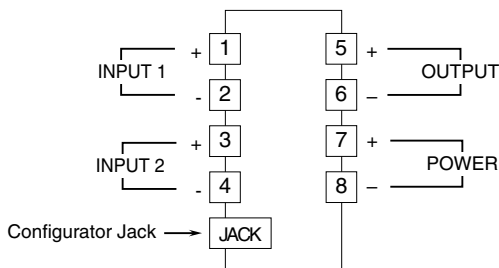 + 1 5 +
INPUT 1 OUTPUT
- 2 6 –
+ 3 7 +
INPUT 2 POWER
- 4 8 –
Configurator Jack JACK